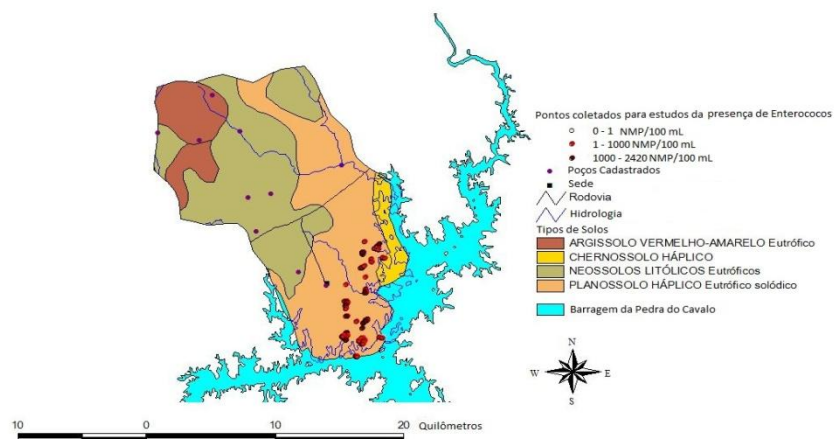 Pontos coletados para estudos da presença de Enterococos
0 - 1 NMP/100 mL
1 - 1000 NMP/100 mL
1000 - 2420 NMP/100 mL
Poços Cadastrados
Sede
Rodovia
Hidrologia
Tipos de Solos
ARGISSOLO VERMELHO-AMARELO Eutrófico
CHERNOSSOLO HÁPLICO
NEOSSOLOS LITÓLICOS Eutróficos
PLANOSSOLO HÁPLICO Eutrófico solódico
Barragem da Pedra do Cavalo
N
W E
S
10 0 10 20 Quilômetros